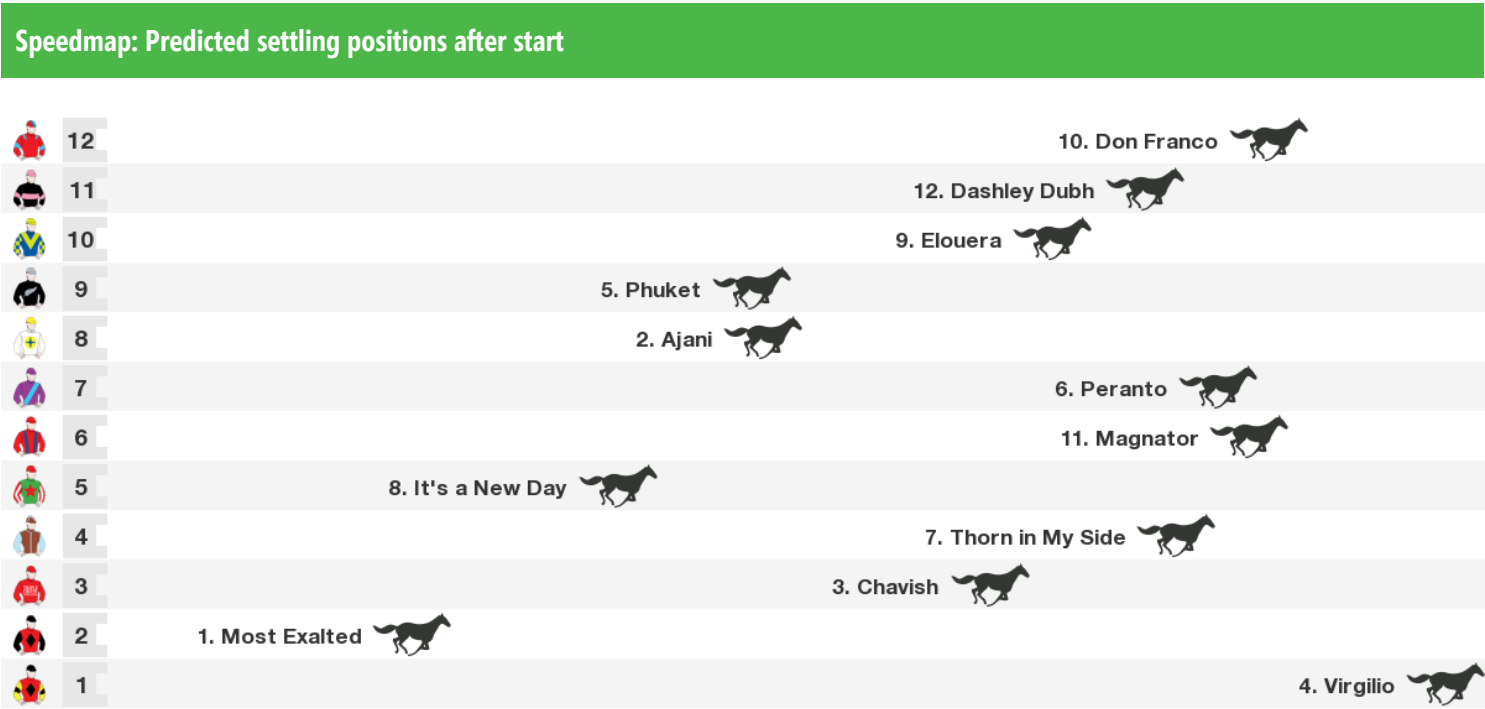 Speedmap: Predicted settling positions after start
12 10. Don Franco
11 12. Dashley Dubh
10 9. Elouera
9 5. Phuket
8 2. Ajani
7 6. Peranto
6 11. Magnator
5 8. It's a New Day
4 7. Thorn in My Side
3 3. Chavish
2 1. Most Exalted
1 4. Virgilio